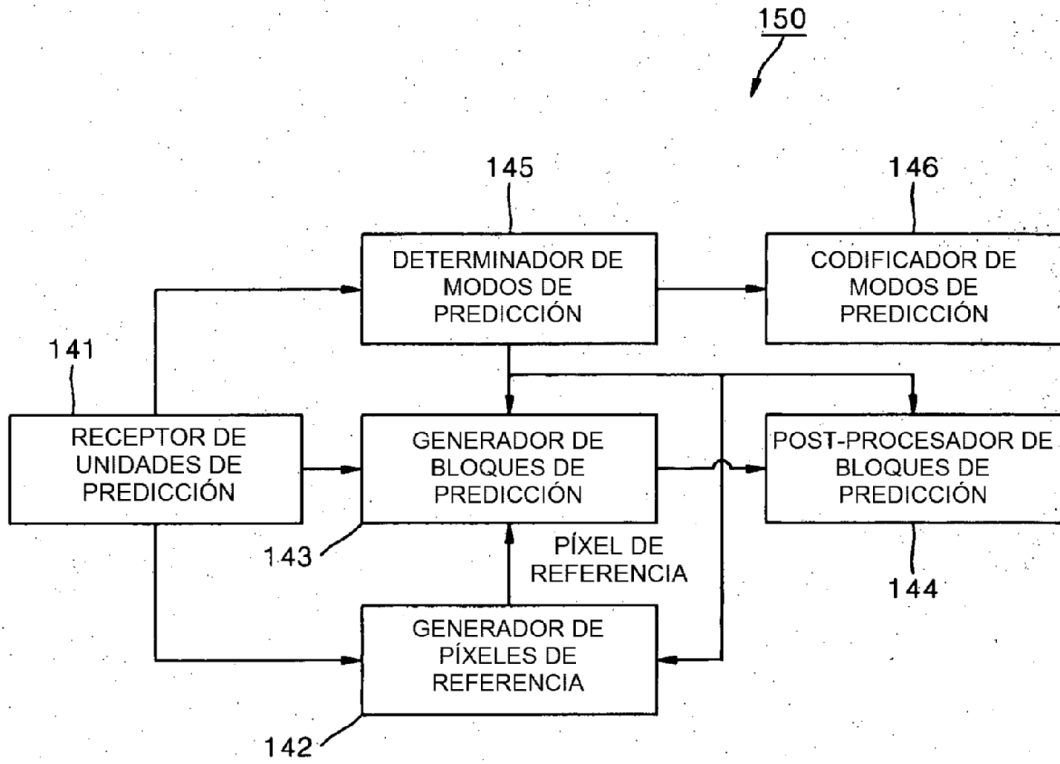 150
145
146
DETERMINADOR DE
MODOS DE
PREDICCIÓN
CODIFICADOR DE
MODOS DE
PREDICCIÓN
141
RECEPTOR DE
UNIDADES DE
PREDICCIÓN
GENERADOR DE
BLOQUES DE
PREDICCIÓN
POST-PROCESADOR DE
BLOQUES DE
PREDICCIÓN
143
PÍXEL DE
REFERENCIA
144
GENERADOR DE
PÍXELES DE
REFERENCIA
142